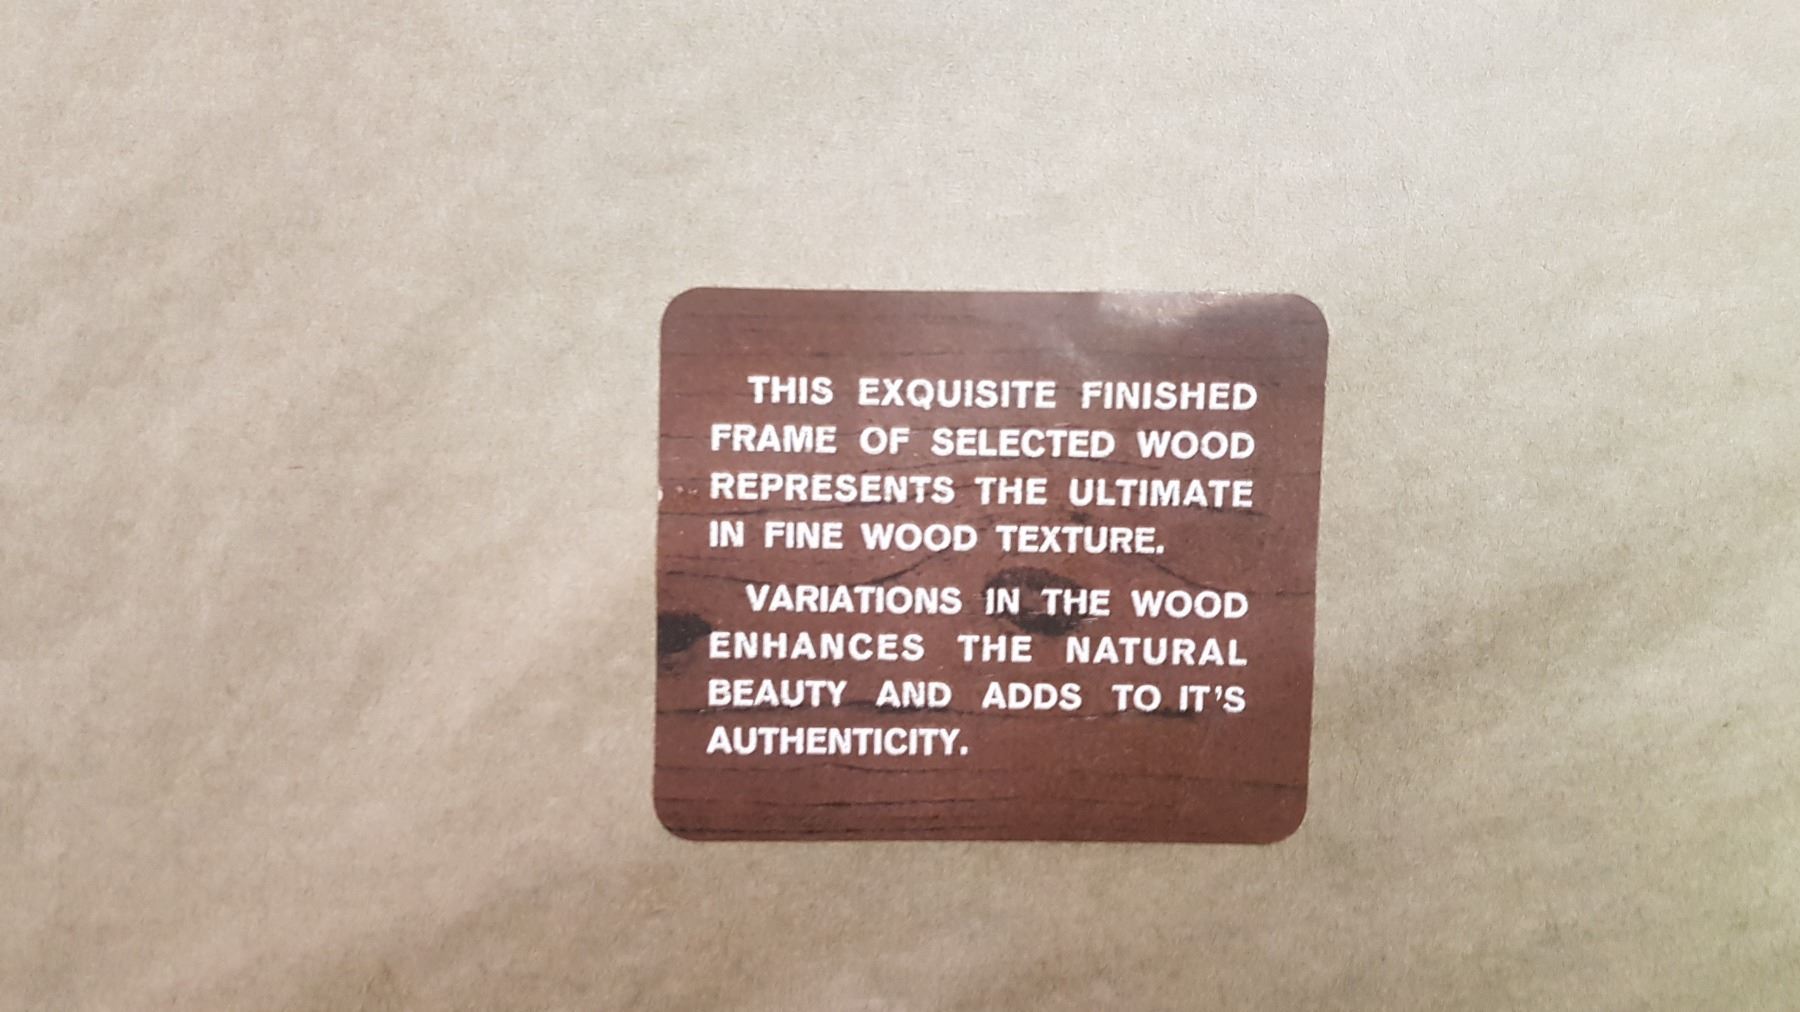 THIS EXQUISITE FINISHED
FRAME OF SELECTED WOOD
REPRESENTS THE ULTIMATE
IN FINE WOOD TEXTURE.
VARIATIONS IN THE WOOD
ENHANCES THE NATURAL
BEAUTY AND ADDS TO IT'S
AUTHENTICITY.